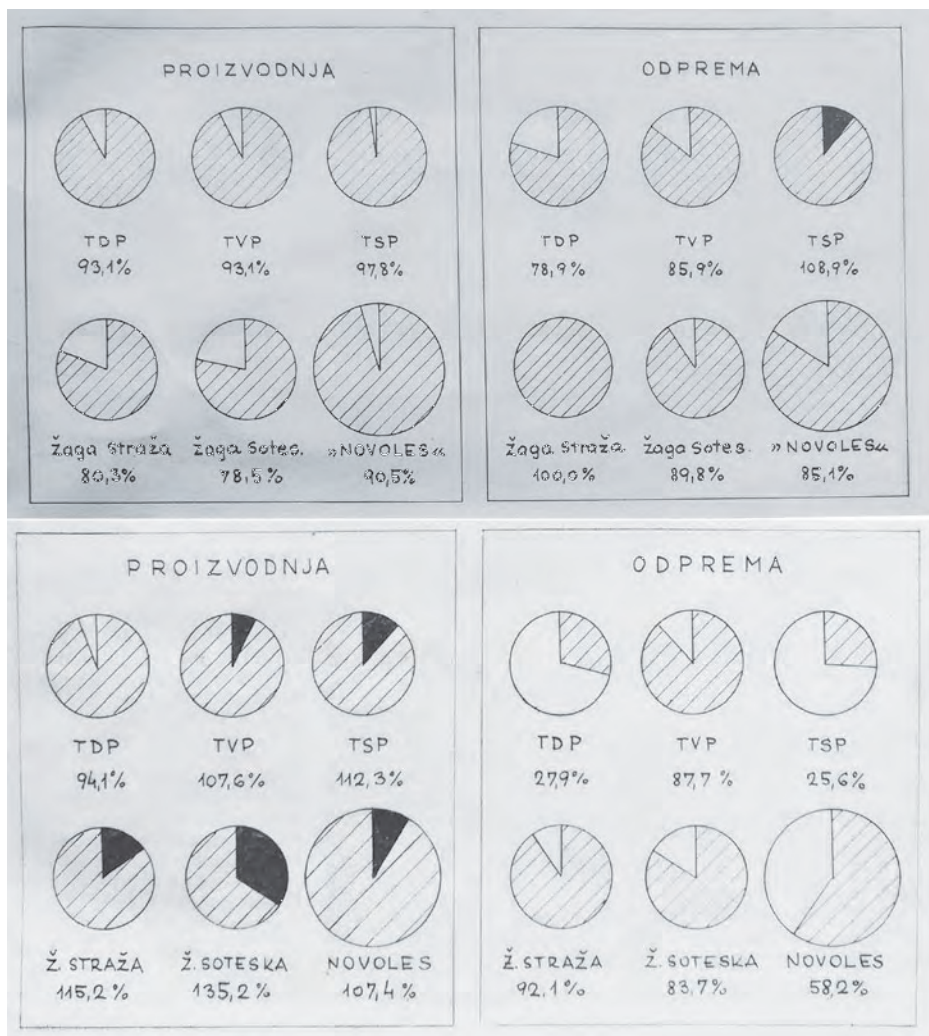 PROIZVODNJA
TDP TVP TSP
93,1% 93,1% 97,8%
Žaga Straža Žaga Sotes. »NOVOLES«
80,3% 78,5% 90,5%
ODPREMA
TDP TVP TSP
78,9% 85,9% 108,9%
Žaga Straža. Žaga Sotes. »NOVOLES«
100,0% 89,8% 85,1%
PROIZVODNJA
TDP TVP TSP
94,1% 107,6% 112,3%
Ž. STRAŽA Ž. SOTESKA NOVOLES
115,2% 135,2% 107,4%
ODPREMA
TDP TVP TSP
27,9% 87,7 % 25,6%
Ž. STRAŽA Ž. SOTESKA NOVOLES
92,1% 83,7% 58,2%